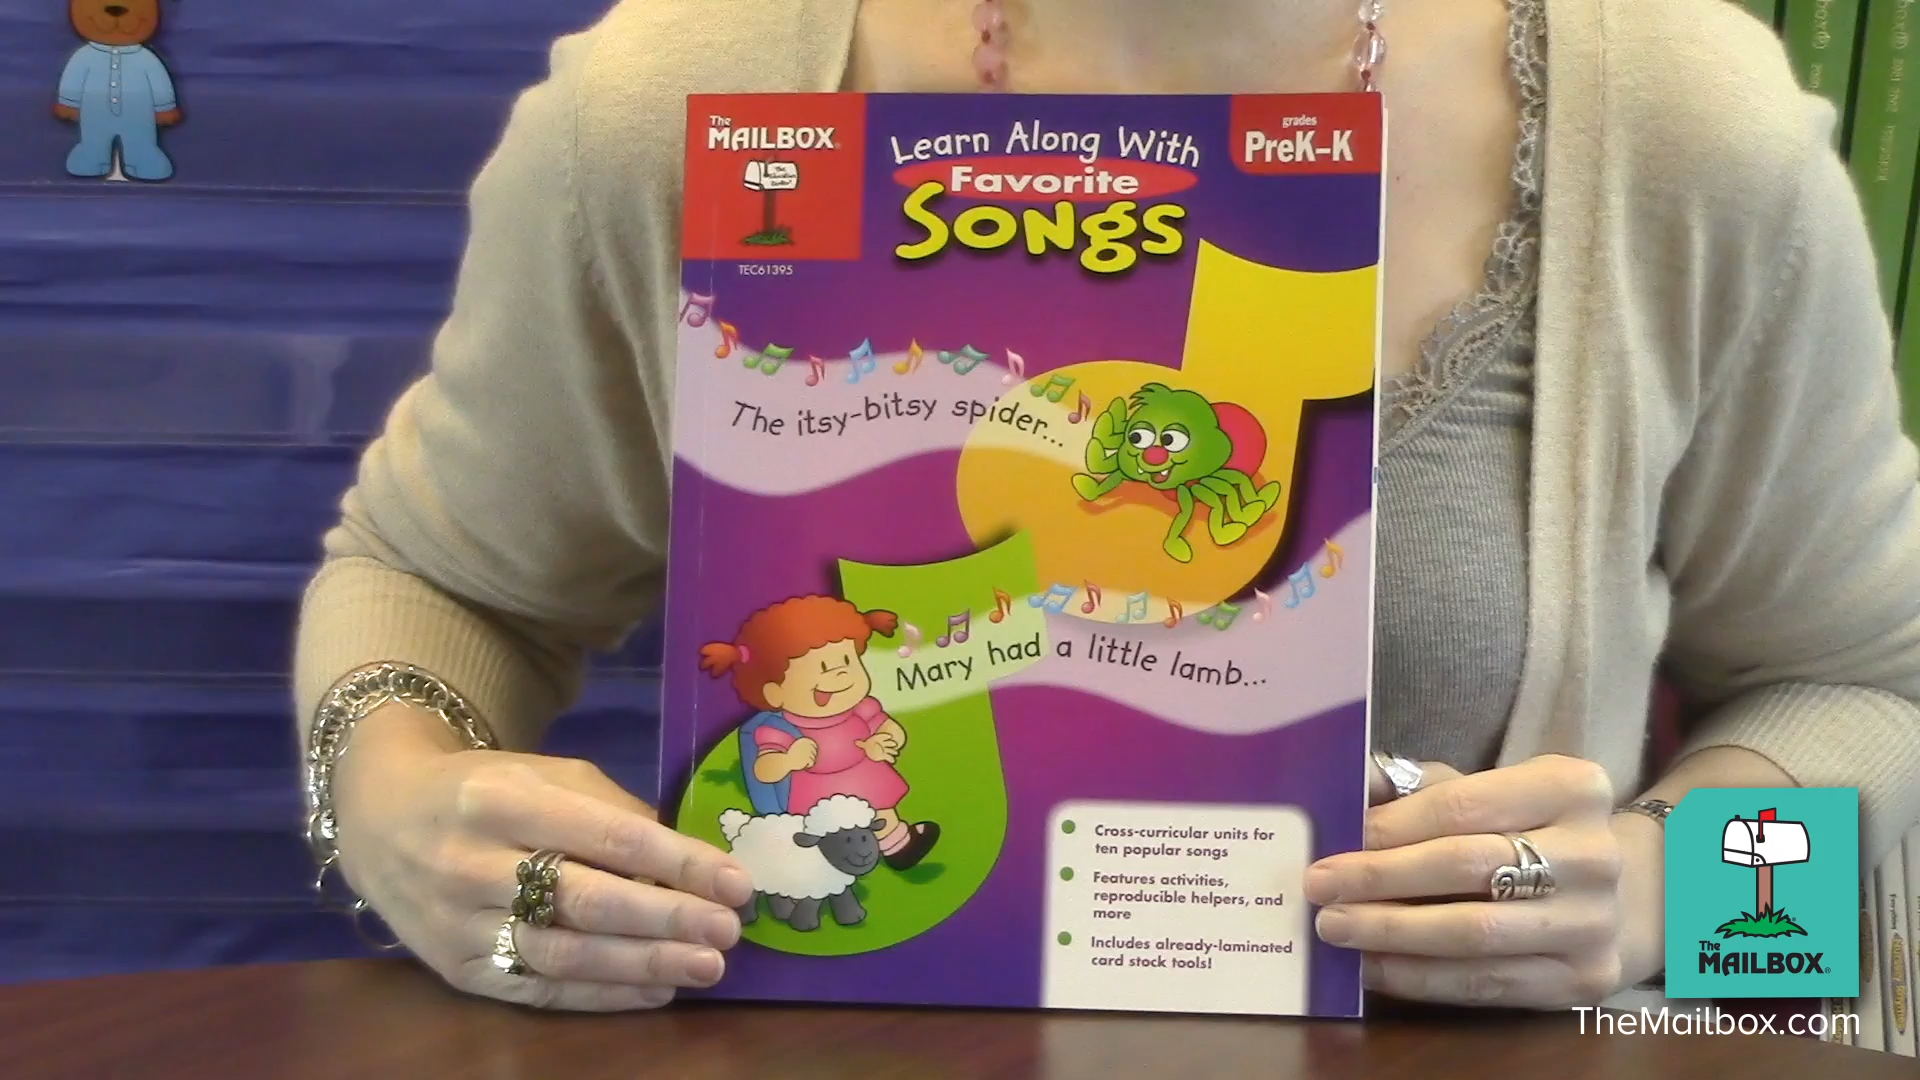 The
MAILBOX®
Learn Along With
Favorite
Songs
grades
PreK–K
TEC61395
The itsy-bitsy spider...
Mary had a little lamb...
Cross-curricular units for
ten popular songs
Features activities,
reproducible helpers, and
more
Includes already-laminated
card stock tools!
The
MAILBOX®
TheMailbox.com